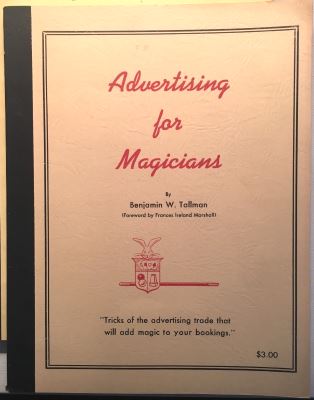 Advertising
for
Magicians
By
Benjamin W. Tallman
(Foreword by Frances Ireland Marshall)
"Tricks of the advertising trade that
will add magic to your bookings."
$3.00